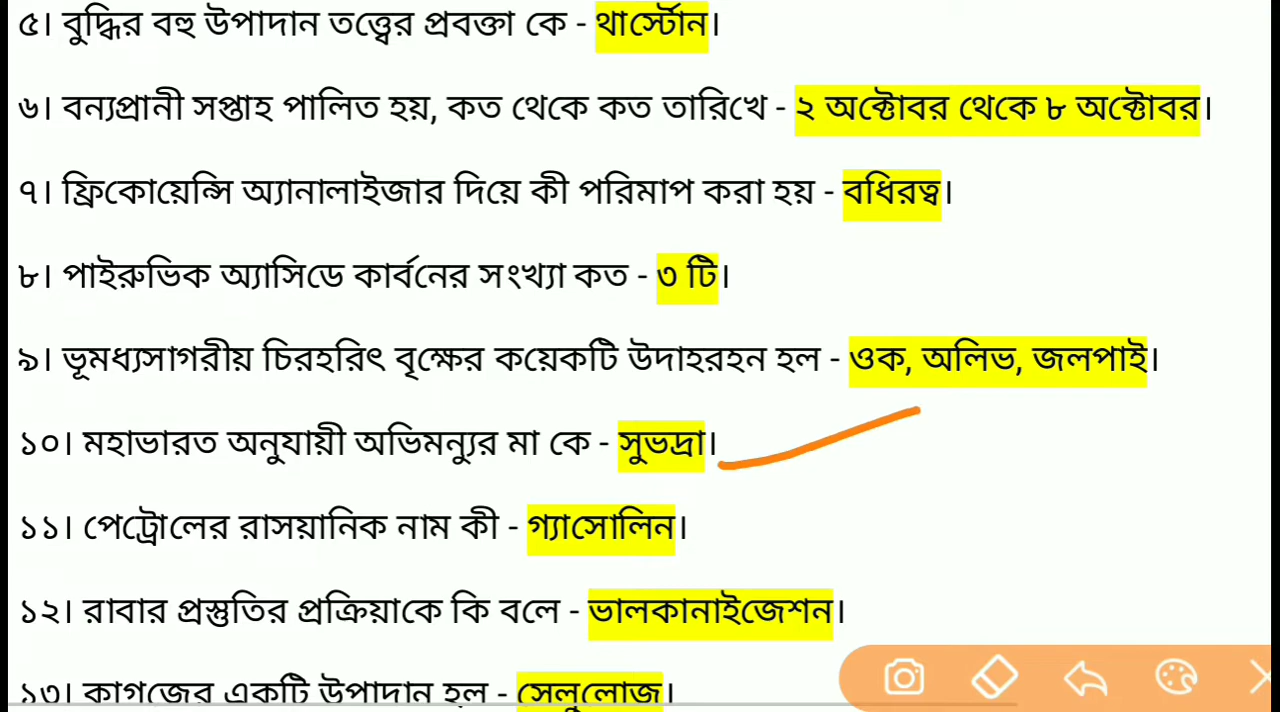 ৫। বুদ্ধির বহু উপাদান তত্ত্বের প্রবক্তা কে - থার্স্টোন।
৬। বন্যপ্রানী সপ্তাহ পালিত হয়, কত থেকে কত তারিখে - ২ অক্টোবর থেকে ৮ অক্টোবর।
৭। ফ্রিকোয়েন্সি অ্যানালাইজার দিয়ে কী পরিমাপ করা হয় - বধিরত্ব।
৮। পাইরুভিক অ্যাসিডে কার্বনের সংখ্যা কত - ৩ টি।
৯। ভূমধ্যসাগরীয় চিরহরিৎ বৃক্ষের কয়েকটি উদাহরহন হল - ওক, অলিভ, জলপাই।
১০। মহাভারত অনুযায়ী অভিমন্যুর মা কে - সুভদ্রা।
১১। পেট্রোলের রাসয়ানিক নাম কী - গ্যাসোলিন।
১২। রাবার প্রস্তুতির প্রক্রিয়াকে কি বলে - ভালকানাইজেশন।
১৩। কাগজের একটি উপাদান হল - সেলুলোজ।